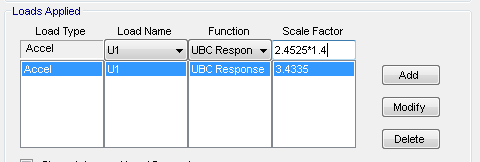 Loads Applied
Load Type Load Name Function Scale Factor
Accel U1 UBC Respon 2.4525*1.4
Accel U1 UBC Response 3.4335
Add
Modify
Delete